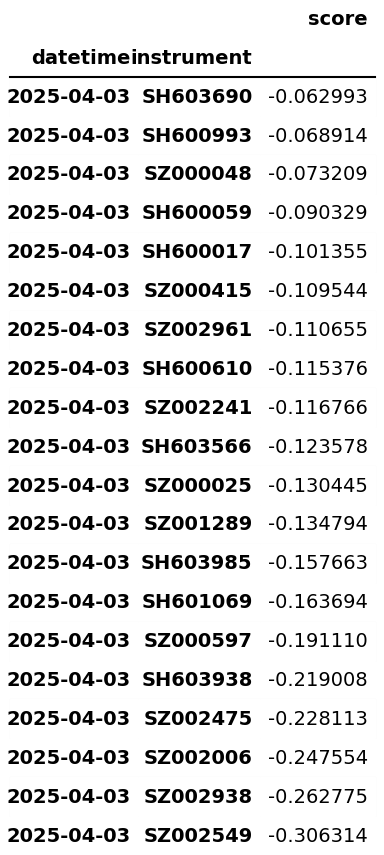 score
datetime instrument
2025-04-03 SH603690 -0.062993
2025-04-03 SH600993 -0.068914
2025-04-03 SZ000048 -0.073209
2025-04-03 SH600059 -0.090329
2025-04-03 SH600017 -0.101355
2025-04-03 SZ000415 -0.109544
2025-04-03 SZ002961 -0.110655
2025-04-03 SH600610 -0.115376
2025-04-03 SZ002241 -0.116766
2025-04-03 SH603566 -0.123578
2025-04-03 SZ000025 -0.130445
2025-04-03 SZ001289 -0.134794
2025-04-03 SH603985 -0.157663
2025-04-03 SH601069 -0.163694
2025-04-03 SZ000597 -0.191110
2025-04-03 SH603938 -0.219008
2025-04-03 SZ002475 -0.228113
2025-04-03 SZ002006 -0.247554
2025-04-03 SZ002938 -0.262775
2025-04-03 SZ002549 -0.306314